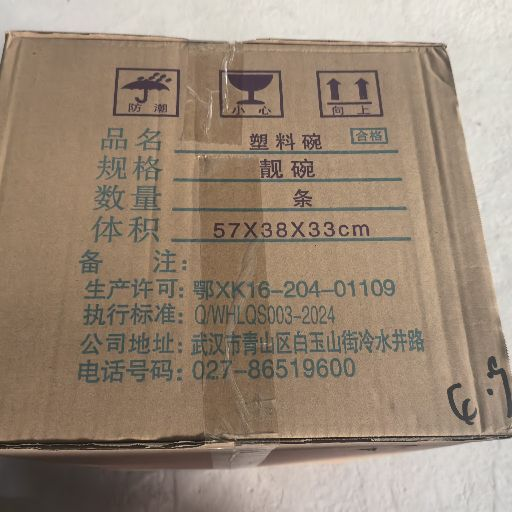 防潮 小心 向上
品名 塑料碗 合格
规格 靓碗
数量 条
体积 57X38X33cm
备 注：
生产许可：鄂XK16-204-01109
执行标准：Q/WHLQS003-2024
公司地址：武汉市青山区白玉山街冷水井路
电话号码：027-86519600